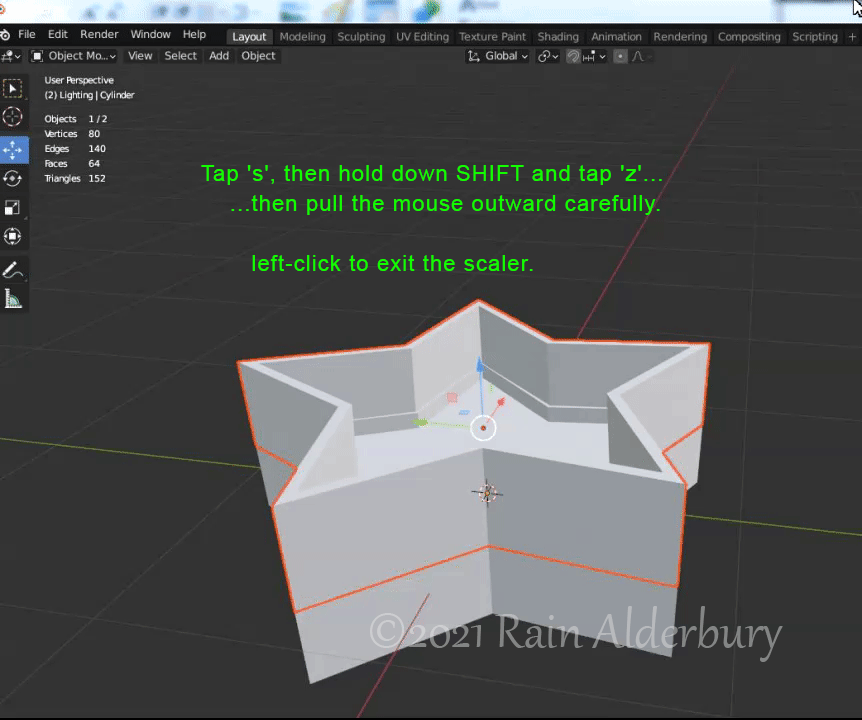 File Edit Render Window Help Layout Modeling Sculpting UV Editing Texture Paint Shading Animation Rendering Compositing Scripting +
Object Mo... View Select Add Object Global
User Perspective
(2) Lighting | Cylinder
Objects 1 / 2
Vertices 80
Edges 140
Faces 64
Triangles 152
Tap 's', then hold down SHIFT and tap 'z'...
...then pull the mouse outward carefully.
left-click to exit the scaler.
©2021 Rain Alderbury